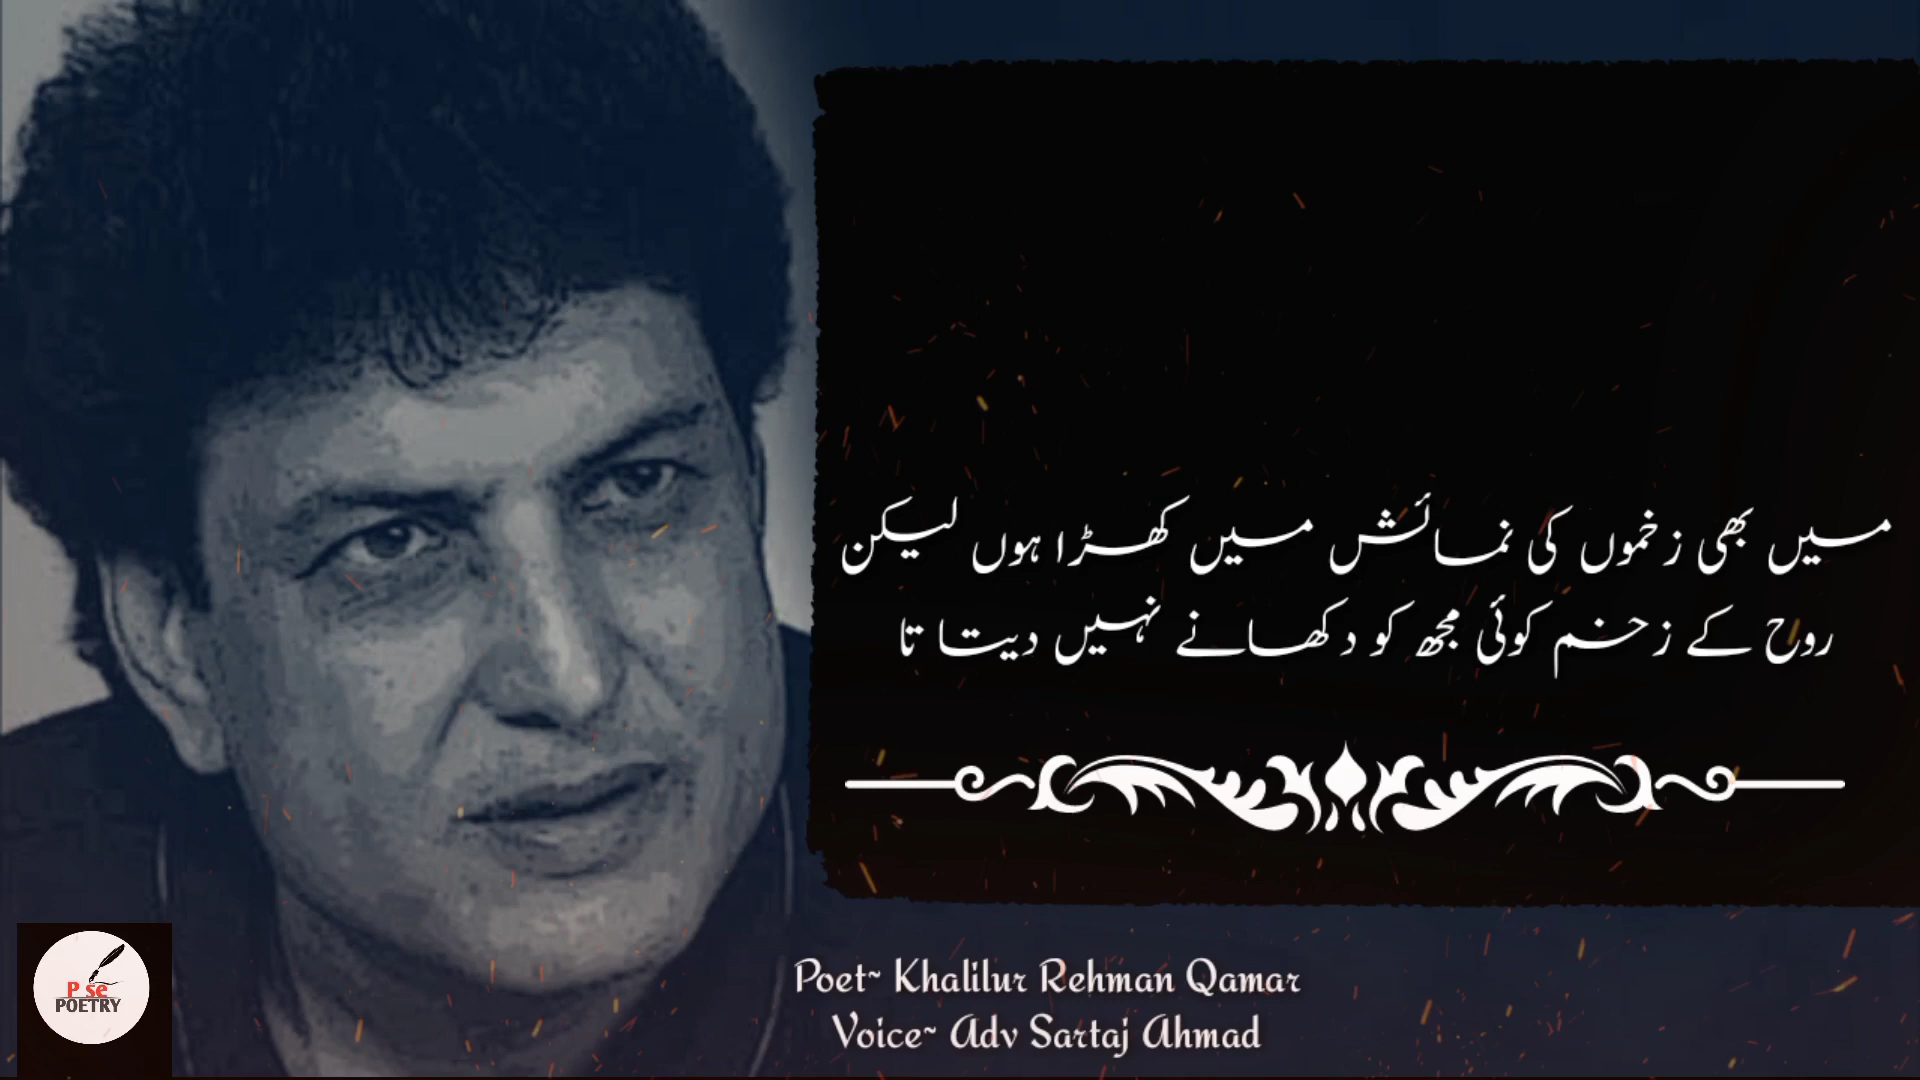 میں بھی زخموں کی نمائش میں کھڑا ہوں لیکن
روح کے زخم کوئی مجھ کو دکھانے نہیں دیتا تا
Poet~ Khalilur Rehman Qamar
Voice~ Adv Sartaj Ahmad
P se
POETRY